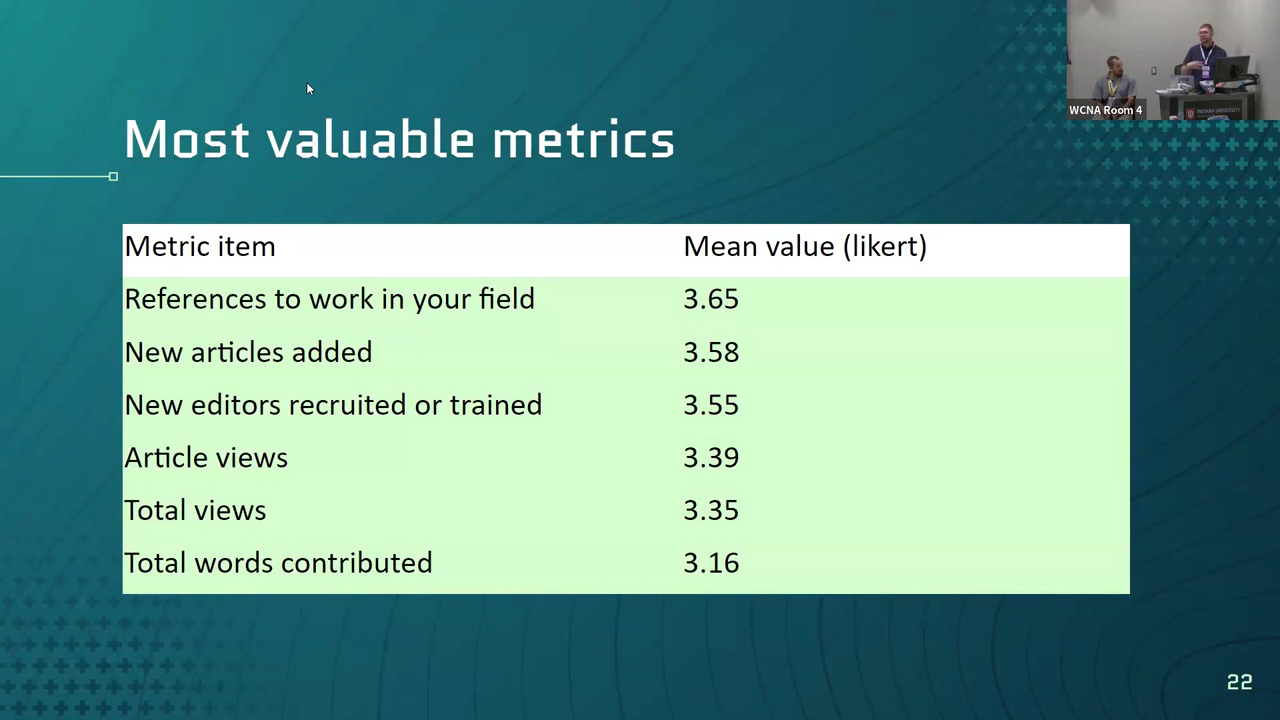 WCNA Room 4
INDIANA UNIVERSITY
Most valuable metrics
Metric item Mean value (likert)
References to work in your field 3.65
New articles added 3.58
New editors recruited or trained 3.55
Article views 3.39
Total views 3.35
Total words contributed 3.16
22